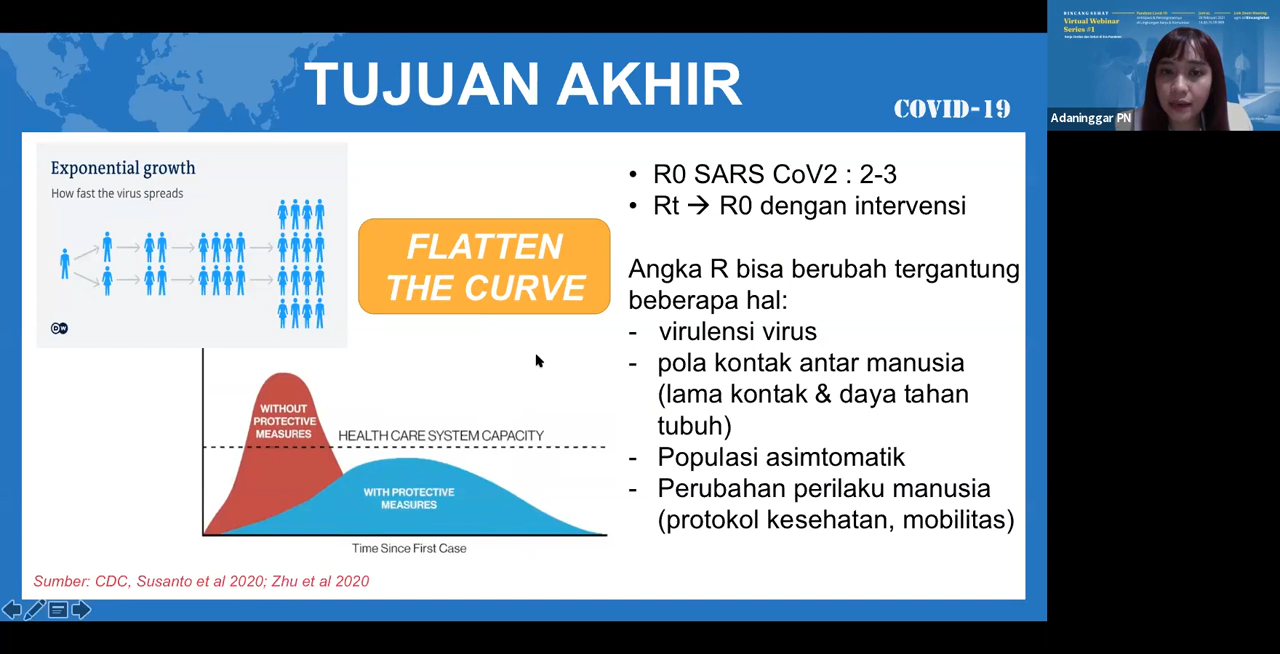 TUJUAN AKHIR
COVID-19
Exponential growth
How fast the virus spreads
DW
FLATTEN
THE CURVE
WITHOUT
PROTECTIVE
MEASURES
HEALTH CARE SYSTEM CAPACITY
WITH PROTECTIVE
MEASURES
Time Since First Case
Sumber: CDC, Susanto et al 2020; Zhu et al 2020
• R0 SARS CoV2 : 2-3
• Rt → R0 dengan intervensi
Angka R bisa berubah tergantung
beberapa hal:
- virulensi virus
- pola kontak antar manusia
(lama kontak & daya tahan
tubuh)
- Populasi asimtomatik
- Perubahan perilaku manusia
(protokol kesehatan, mobilitas)
BINCANGSEHAT
Virtual Webinar
Series #1
Adaninggar PN